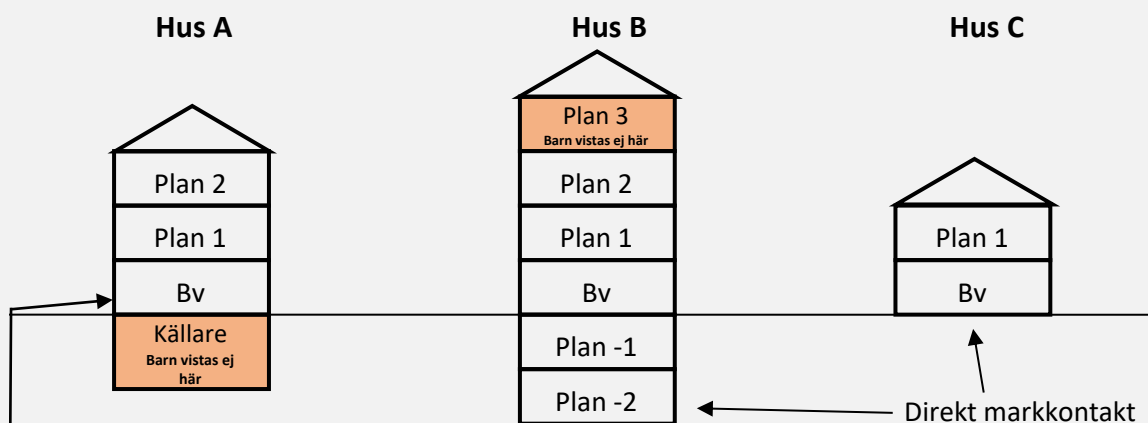 Hus A
Plan 2
Plan 1
Bv
Källare
Barn vistas ej
här
Hus B
Plan 3
Barn vistas ej här
Plan 2
Plan 1
Bv
Plan -1
Plan -2
Hus C
Plan 1
Bv
Direkt markkontakt